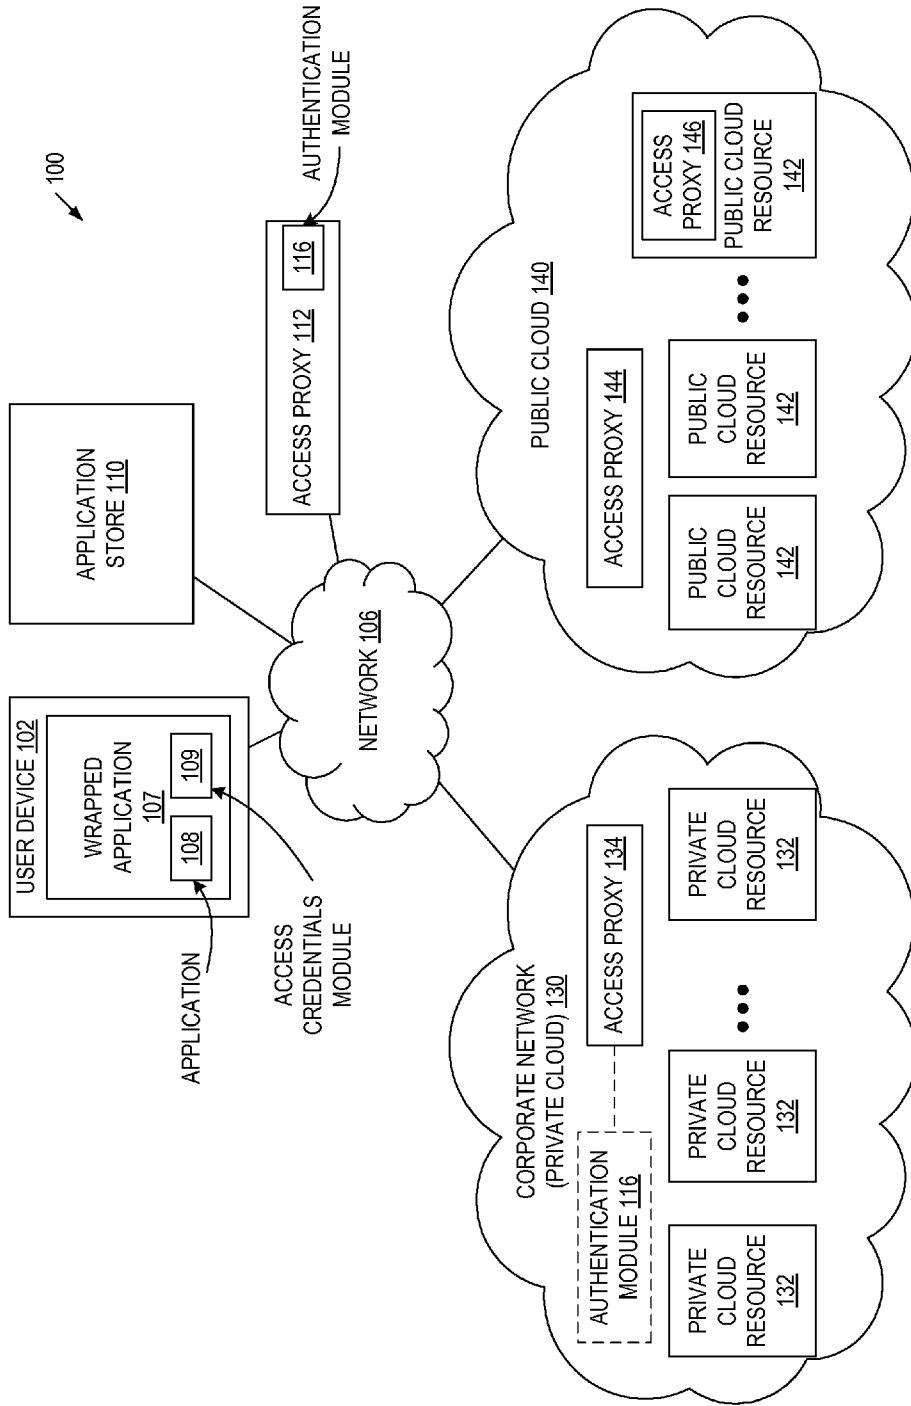 100
USER DEVICE 102
WRAPPED
APPLICATION
107
108
109
APPLICATION
ACCESS
CREDENTIALS
MODULE
APPLICATION
STORE 110
ACCESS PROXY 112
116
AUTHENTICATION
MODULE
NETWORK 106
CORPORATE NETWORK
(PRIVATE CLOUD) 130
AUTHENTICATION
MODULE 116
ACCESS PROXY 134
PRIVATE
CLOUD
RESOURCE
132
PRIVATE
CLOUD
RESOURCE
132
PRIVATE
CLOUD
RESOURCE
132
PUBLIC CLOUD 140
ACCESS PROXY 144
PUBLIC
CLOUD
RESOURCE
142
PUBLIC
CLOUD
RESOURCE
142
ACCESS
PROXY 146
PUBLIC CLOUD
RESOURCE
142